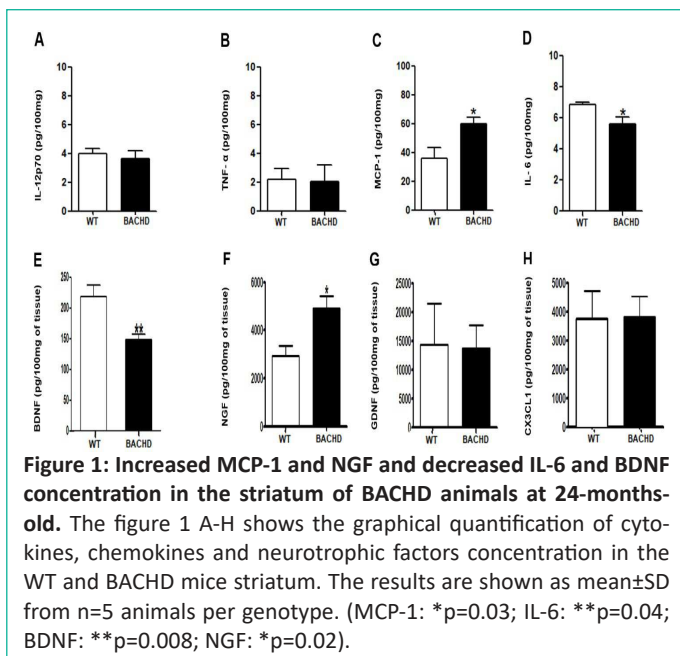 A
B
C
D
IL-12p70 (pg/100mg)
10
8
6
4
2
0
WT
BACHD
TNF- α (pg/100mg)
10
8
6
4
2
0
WT
BACHD
MCP-1 (pg/100mg)
100
80
60
40
20
0
*
WT
BACHD
IL- 6 (pg/100mg)
10
8
6
4
2
0
*
WT
BACHD
E
F
G
H
BDNF (pg/100mg of tissue)
250
200
150
100
50
0
**
WT
BACHD
NGF (pg/100mg of tissue)
6000
4000
2000
0
*
WT
BACHD
GDNF (pg/100mg of tissue)
25000
20000
15000
10000
5000
0
WT
BACHD
CX3CL1 (pg/100mg of tissue)
5000
4000
3000
2000
1000
0
WT
BACHD
Figure 1: Increased MCP-1 and NGF and decreased IL-6 and BDNF
concentration in the striatum of BACHD animals at 24-months-
old. The figure 1 A-H shows the graphical quantification of cyto-
kines, chemokines and neurotrophic factors concentration in the
WT and BACHD mice striatum. The results are shown as mean±SD
from n=5 animals per genotype. (MCP-1: *p=0.03; IL-6: **p=0.04;
BDNF: **p=0.008; NGF: *p=0.02).